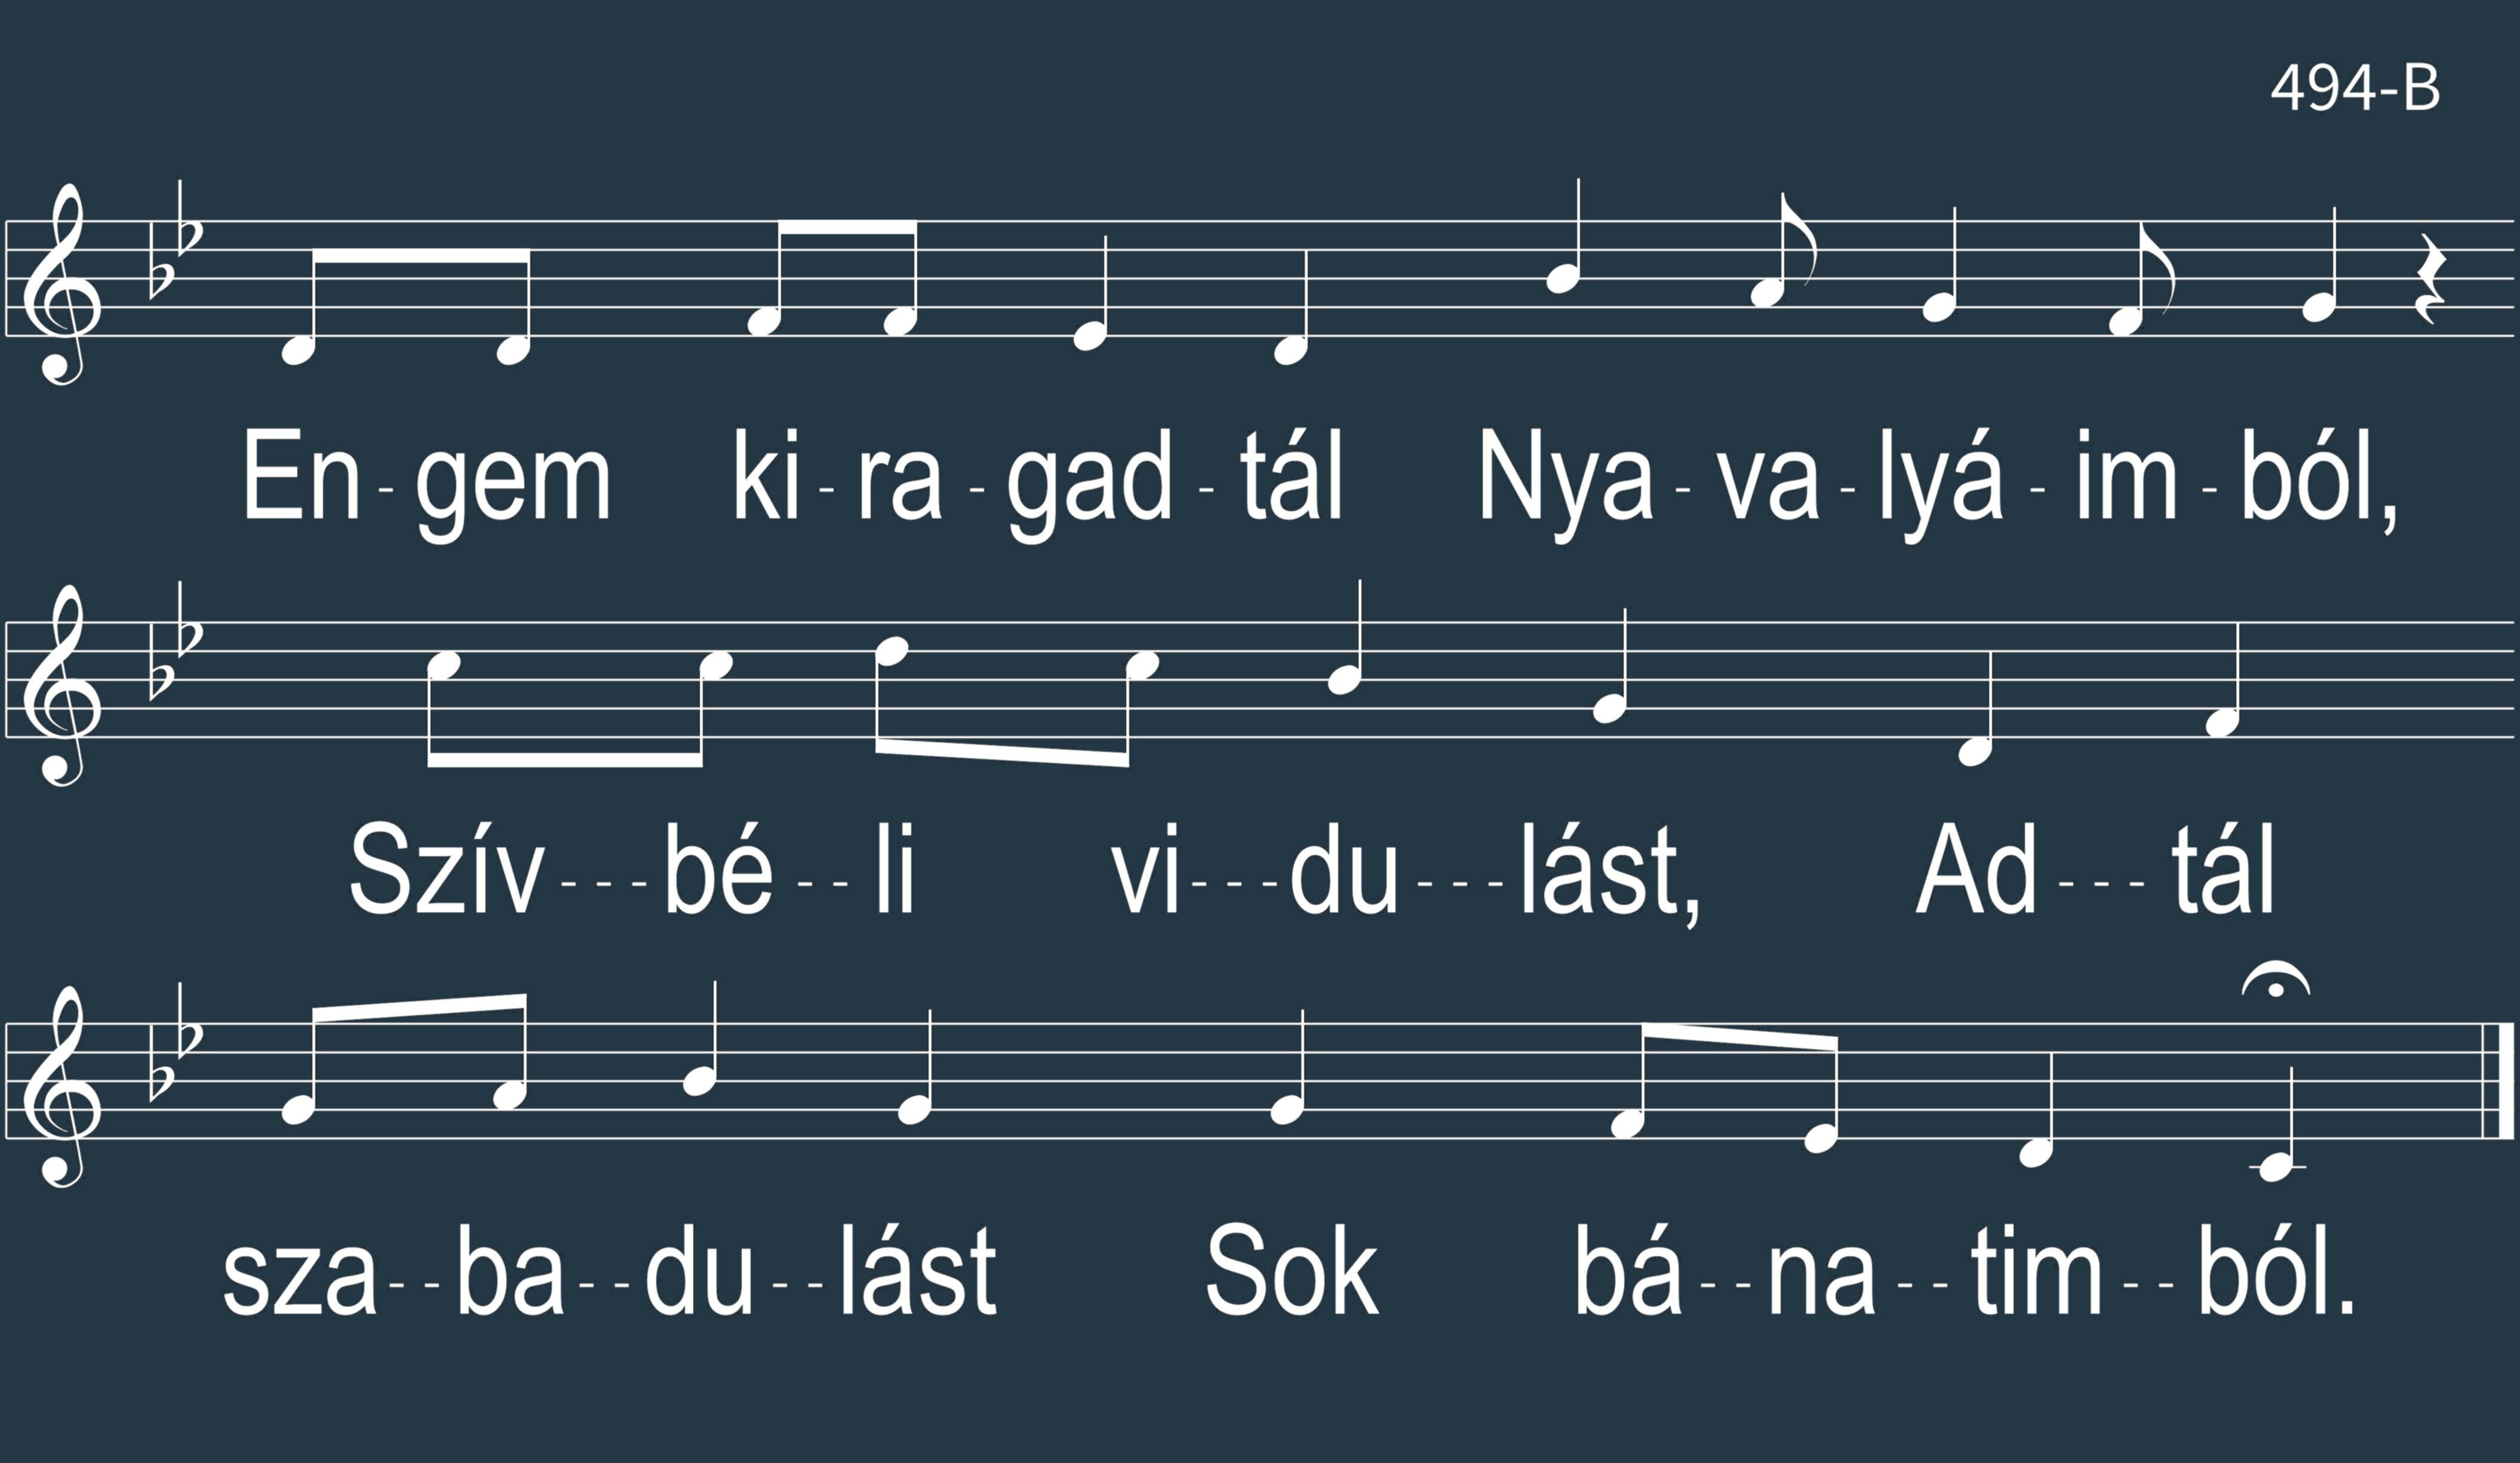 494-B
En - gem ki - ra - gad - tál Nya - va - lyá - im - ból,
Szív - - - bé - - li vi - - - du - - - lást, Ad - - - tál
sza - - ba - - du - - lást Sok bá - - na - - tim - - ból.